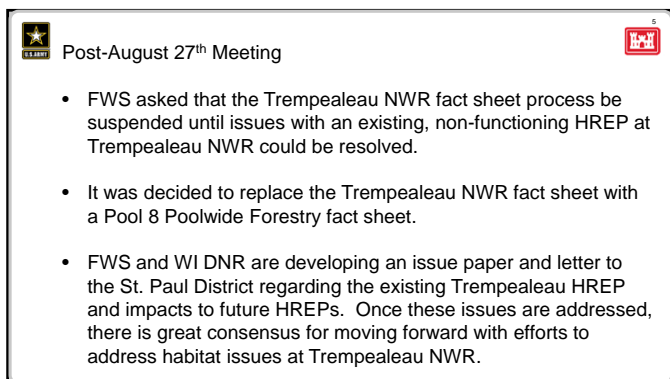 5
U.S.ARMY
Post-August 27th Meeting
• FWS asked that the Trempealeau NWR fact sheet process be
suspended until issues with an existing, non-functioning HREP at
Trempealeau NWR could be resolved.
• It was decided to replace the Trempealeau NWR fact sheet with
a Pool 8 Poolwide Forestry fact sheet.
• FWS and WI DNR are developing an issue paper and letter to
the St. Paul District regarding the existing Trempealeau HREP
and impacts to future HREPs.  Once these issues are addressed,
there is great consensus for moving forward with efforts to
address habitat issues at Trempealeau NWR.